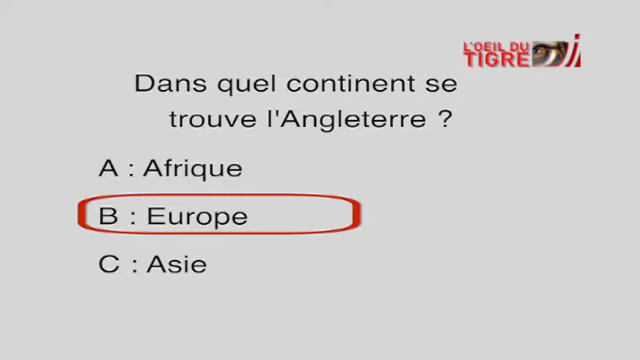 L'OEIL DU
TIGRE
Dans quel continent se
trouve l'Angleterre ?
A : Afrique
B : Europe
C : Asie